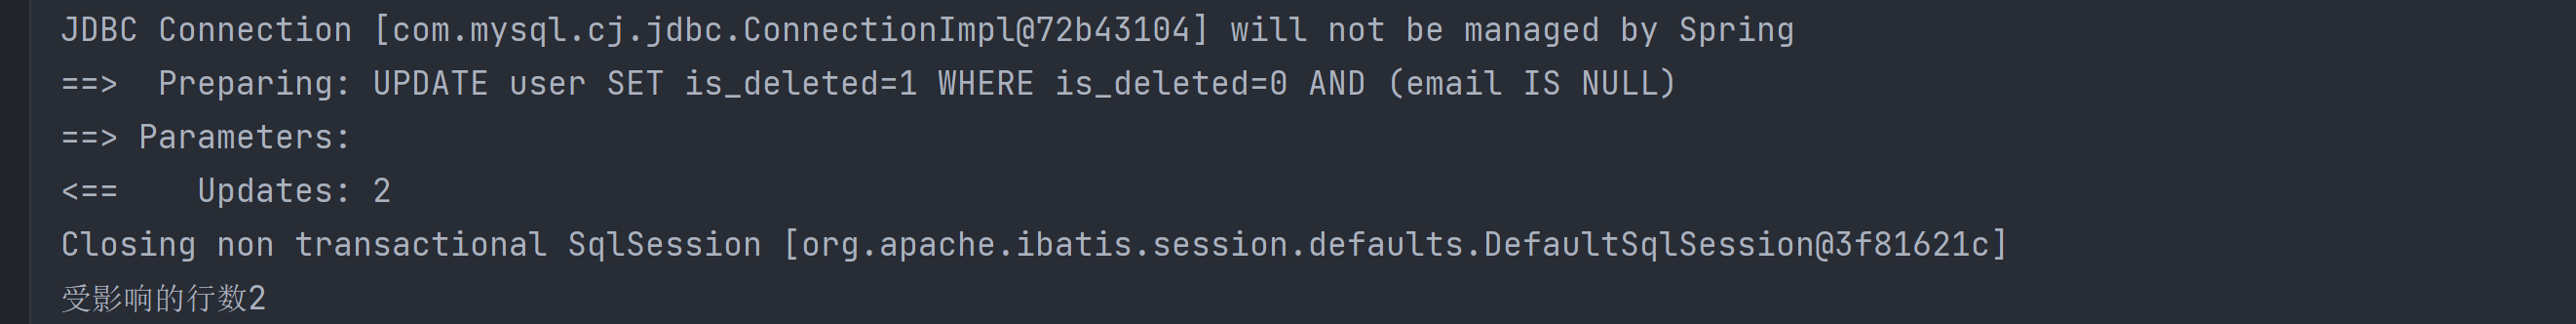 JDBC Connection [com.mysql.cj.jdbc.ConnectionImpl@72b43104] will not be managed by Spring
==>  Preparing: UPDATE user SET is_deleted=1 WHERE is_deleted=0 AND (email IS NULL)
==> Parameters:
<==    Updates: 2
Closing non transactional SqlSession [org.apache.ibatis.session.defaults.DefaultSqlSession@3f81621c]
受影响的行数2